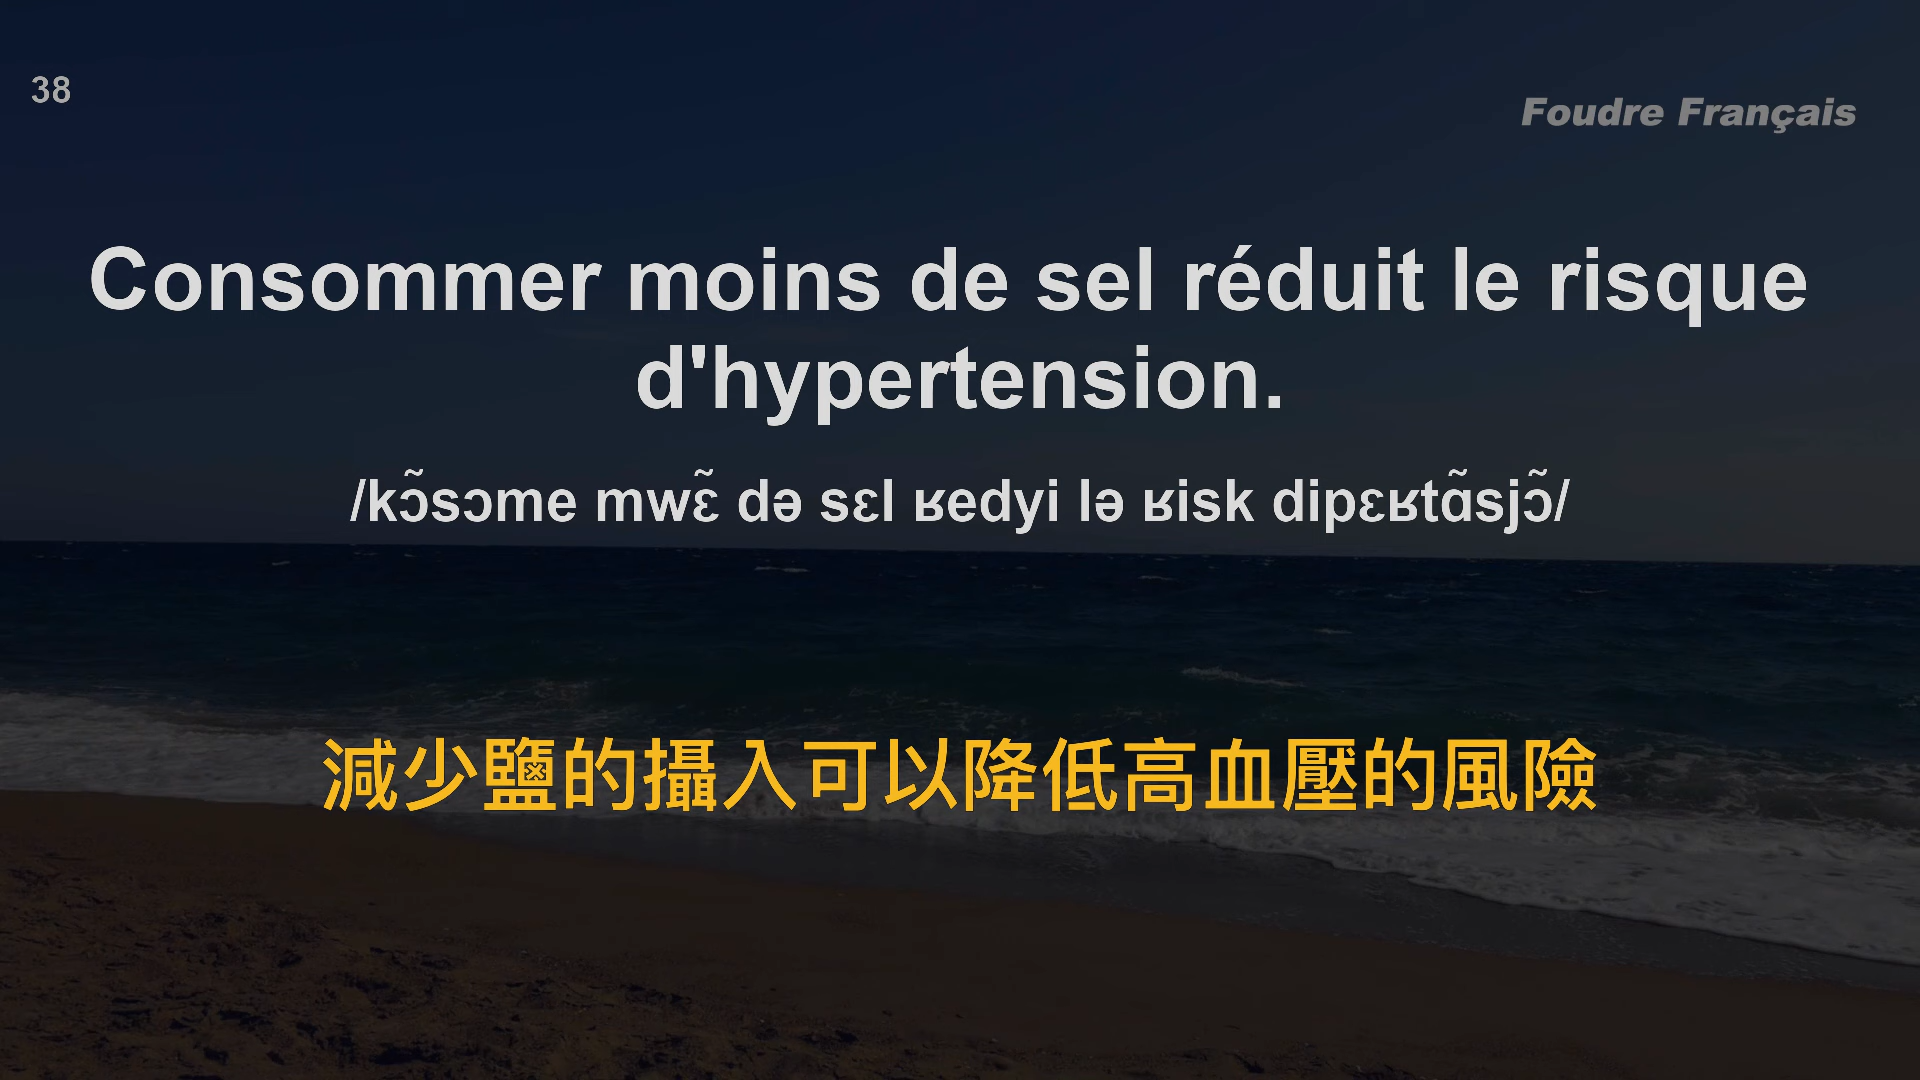 38
Foudre Français
Consommer moins de sel réduit le risque
d'hypertension.
/kɔ̃sɔme mwɛ̃ də sɛl ʁedyi lə ʁisk dipɛʁtɑ̃sjɔ̃/
減少鹽的攝入可以降低高血壓的風險